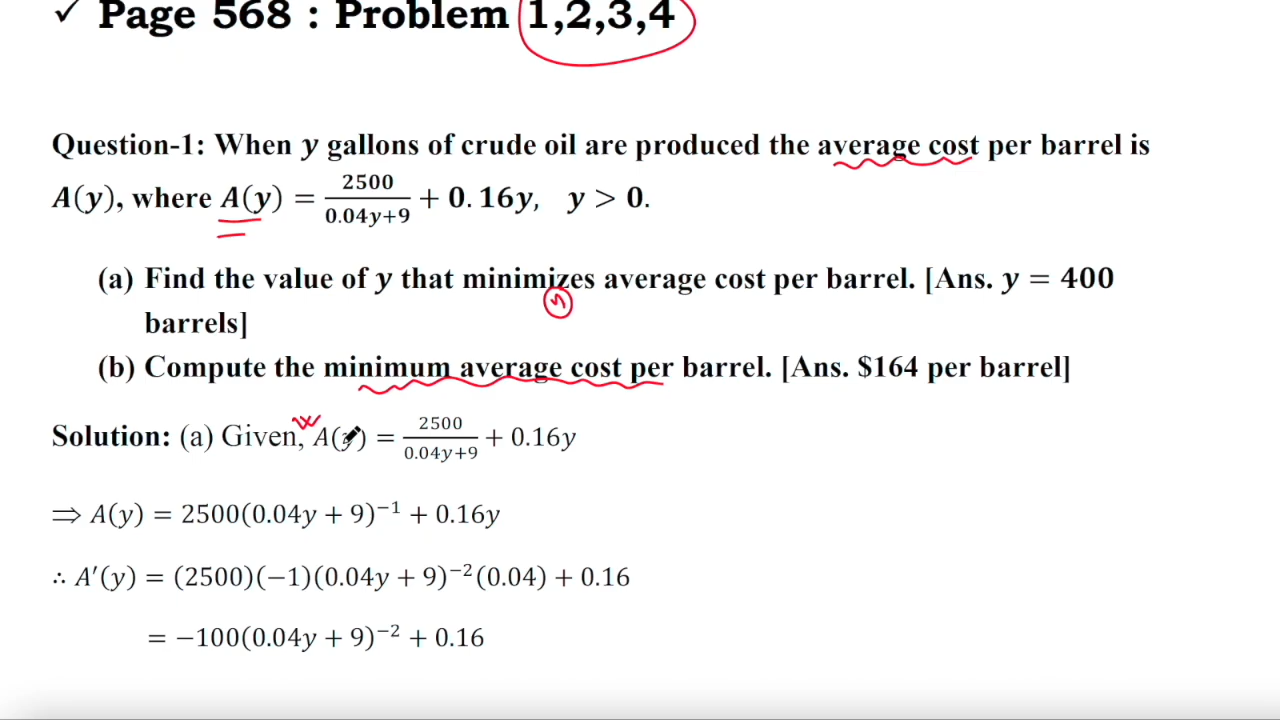 ✓ Page 568 : Problem 1,2,3,4
Question-1: When y gallons of crude oil are produced the average cost per barrel is
A(y), where A(y) = 2500/(0.04y+9) + 0.16y, y > 0.
(a) Find the value of y that minimizes average cost per barrel. [Ans. y = 400
barrels]
(b) Compute the minimum average cost per barrel. [Ans. $164 per barrel]
Solution: (a) Given, A(y) = 2500/(0.04y+9) + 0.16y
⟹ A(y) = 2500(0.04y + 9)⁻¹ + 0.16y
∴ A′(y) = (2500)(−1)(0.04y + 9)⁻²(0.04) + 0.16
= −100(0.04y + 9)⁻² + 0.16